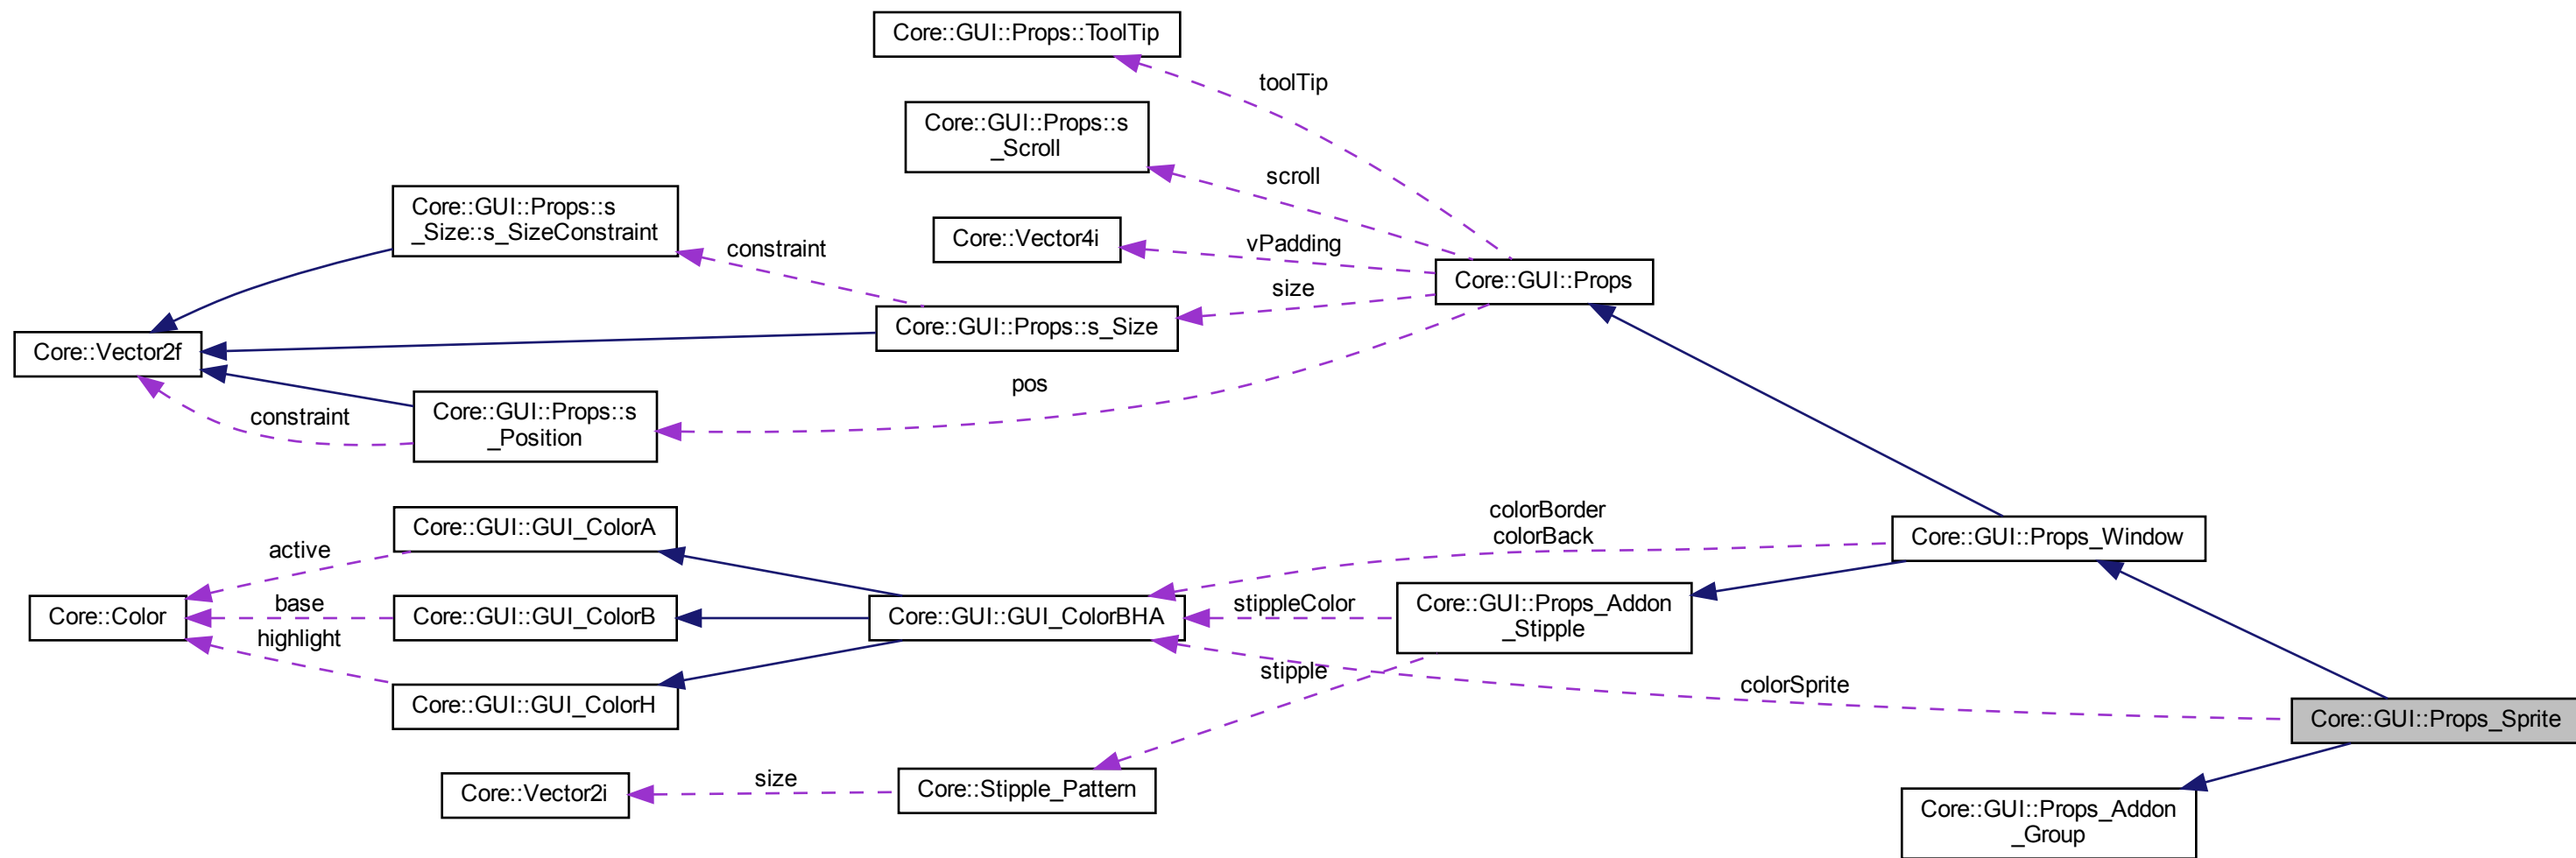 Core::GUI::Props::ToolTip
toolTip
Core::GUI::Props::s
_Scroll
scroll
Core::GUI::Props::s
_Size::s_SizeConstraint
constraint
Core::Vector4i
vPadding
Core::GUI::Props
size
Core::GUI::Props::s_Size
Core::Vector2f
pos
constraint
Core::GUI::Props::s
_Position
colorBorder
colorBack
Core::GUI::GUI_ColorA
Core::GUI::Props_Window
active
Core::Color
base
Core::GUI::GUI_ColorB
Core::GUI::GUI_ColorBHA
stippleColor
Core::GUI::Props_Addon
_Stipple
highlight
stipple
colorSprite
Core::GUI::GUI_ColorH
Core::GUI::Props_Sprite
Core::Vector2i
size
Core::Stipple_Pattern
Core::GUI::Props_Addon
_Group